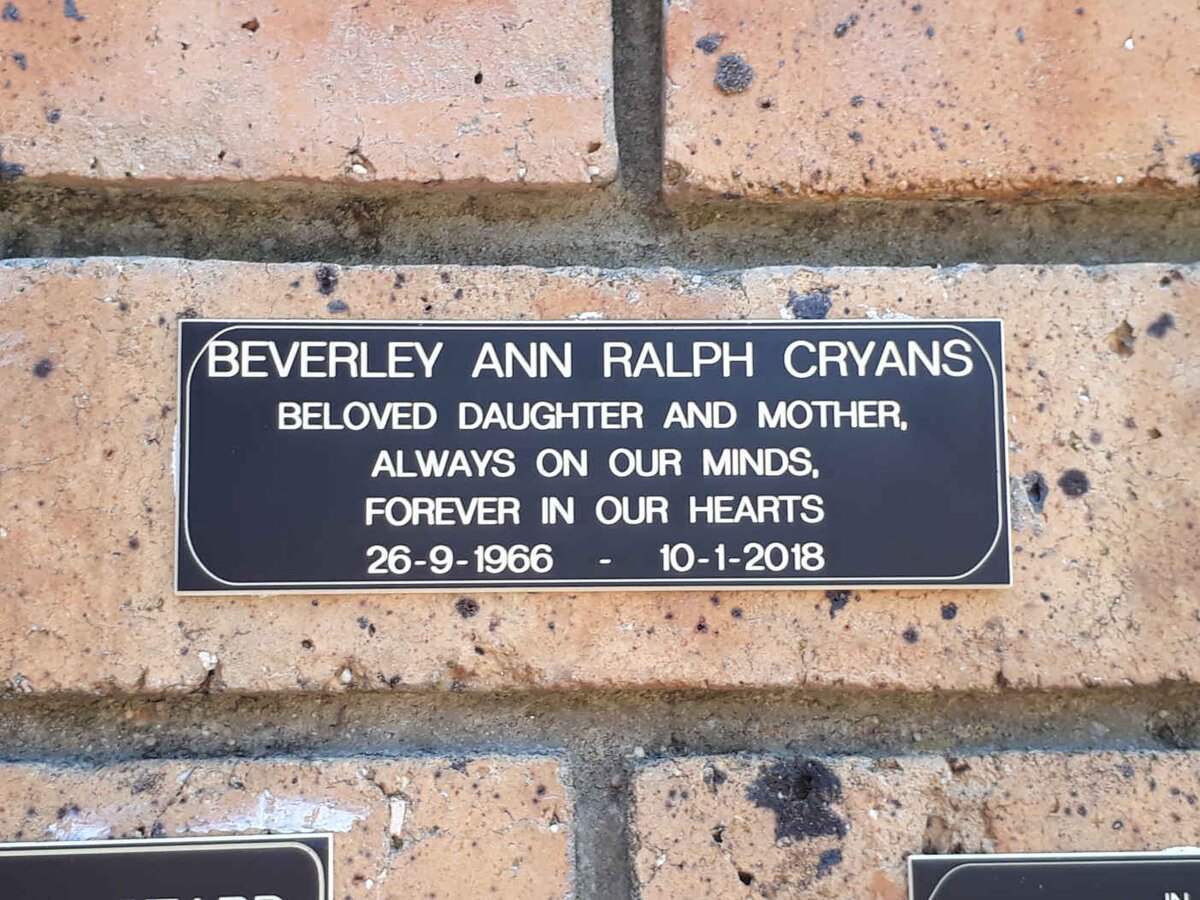 BEVERLEY ANN RALPH CRYANS
BELOVED DAUGHTER AND MOTHER,
ALWAYS ON OUR MINDS,
FOREVER IN OUR HEARTS
26-9-1966 - 10-1-2018
IN